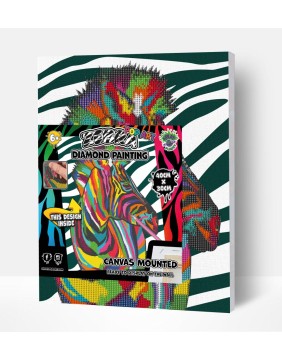 6+
DIAMOND PAINTING
40CM
X
30CM
THIS DESIGN
INSIDE
CANVAS MOUNTED